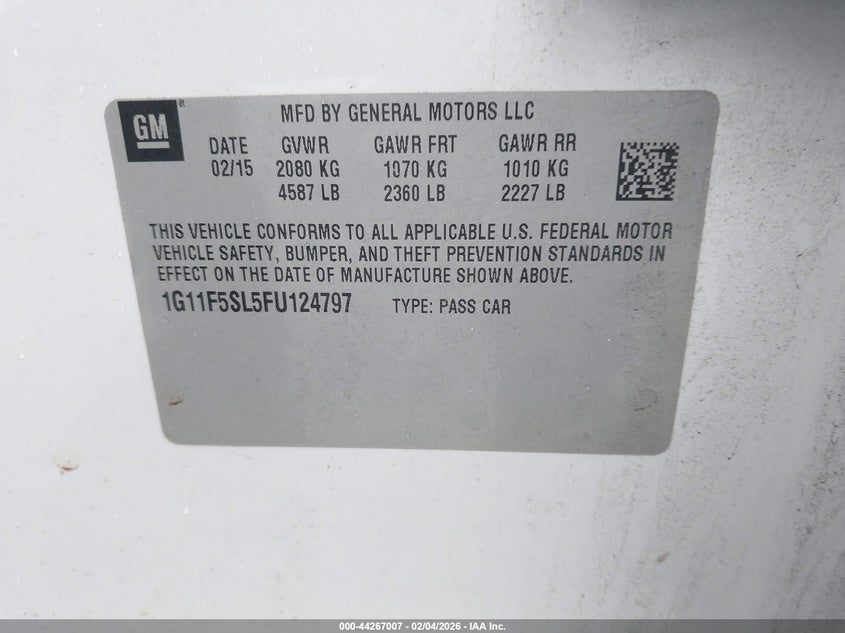 GM®
MFD BY GENERAL MOTORS LLC
DATE GVWR GAWR FRT GAWR RR
02/15 2080 KG 1070 KG 1010 KG
4587 LB 2360 LB 2227 LB
THIS VEHICLE CONFORMS TO ALL APPLICABLE U.S. FEDERAL MOTOR
VEHICLE SAFETY, BUMPER, AND THEFT PREVENTION STANDARDS IN
EFFECT ON THE DATE OF MANUFACTURE SHOWN ABOVE.
1G11F5SL5FU124797 TYPE: PASS CAR
000-44267007 - 02/04/2026 - IAA Inc.